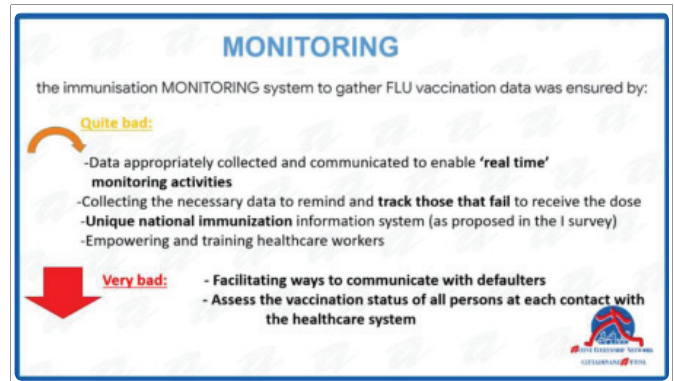 MONITORING
the immunisation MONITORING system to gather FLU vaccination data was ensured by:
Quite bad:
-Data appropriately collected and communicated to enable ‘real time’
monitoring activities
-Collecting the necessary data to remind and track those that fail to receive the dose
-Unique national immunization information system (as proposed in the I survey)
-Empowering and training healthcare workers
Very bad: - Facilitating ways to communicate with defaulters
- Assess the vaccination status of all persons at each contact with
the healthcare system
ACTIVE CITIZENSHIP NETWORK
CITTADINANZATTIVA